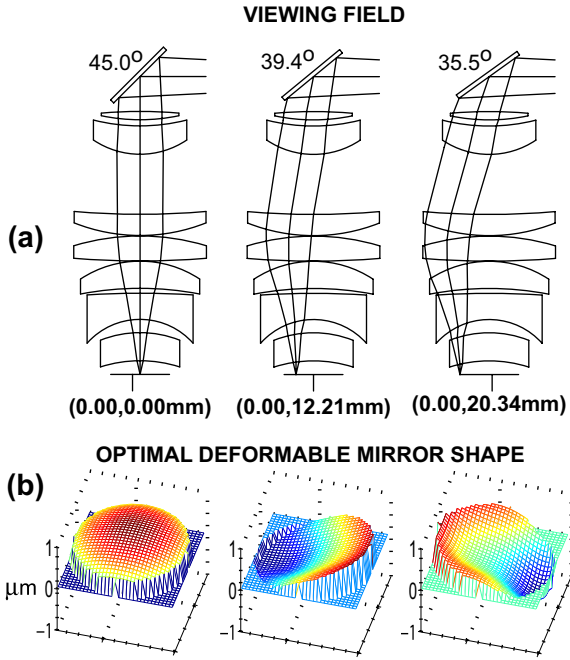 VIEWING FIELD
45.0° 39.4° 35.5°
(a)
(0.00,0.00mm) (0.00,12.21mm) (0.00,20.34mm)
OPTIMAL DEFORMABLE MIRROR SHAPE
(b)
1 1 1
μm 0 0 0
−1 −1 −1